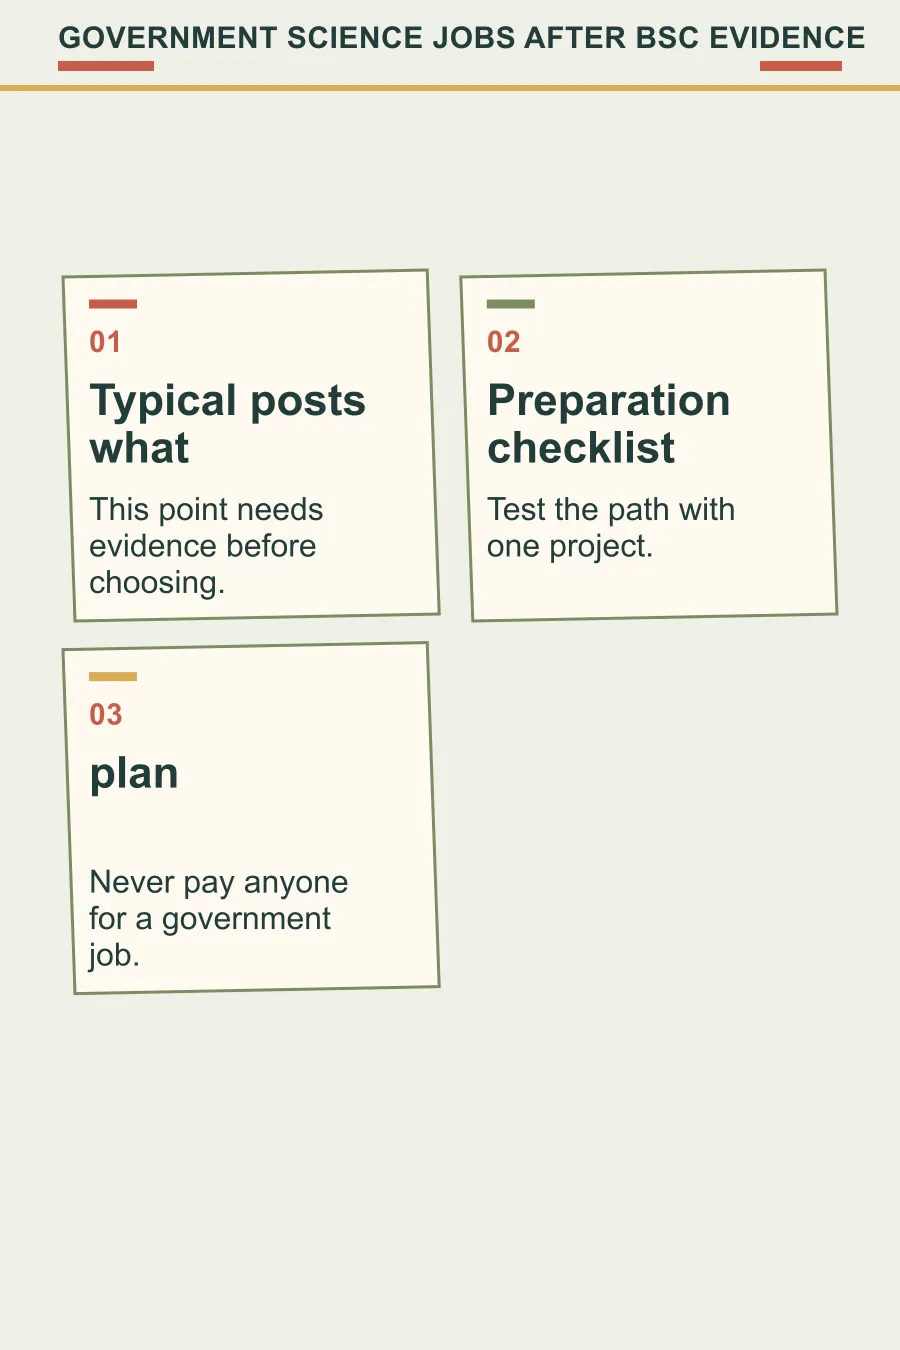 GOVERNMENT SCIENCE JOBS AFTER BSC EVIDENCE
01
Typical posts
what
This point needs
evidence before
choosing.
02
Preparation
checklist
Test the path with
one project.
03
plan
Never pay anyone
for a government
job.